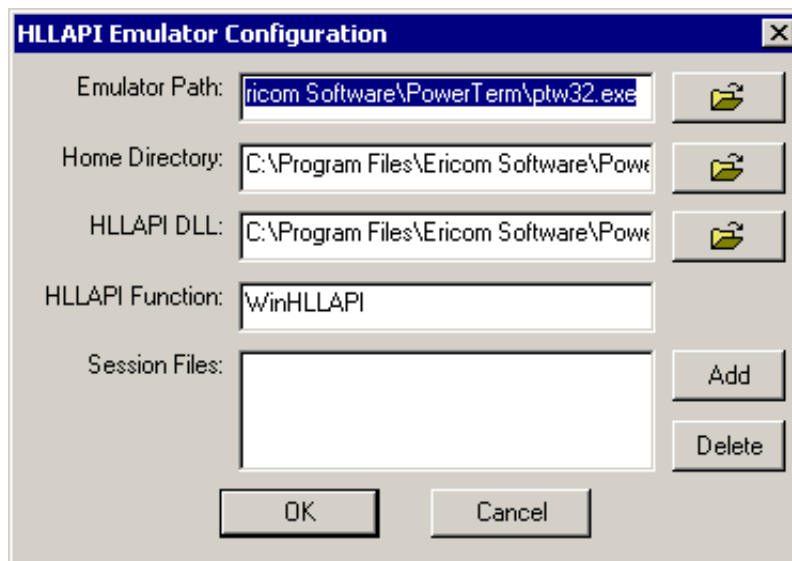 HLLAPI Emulator Configuration
Emulator Path: ricom Software\PowerTerm\ptw32.exe
Home Directory: C:\Program Files\Ericom Software\Powe
HLLAPI DLL: C:\Program Files\Ericom Software\Powe
HLLAPI Function: WinHLLAPI
Session Files: Add
Delete
OK Cancel